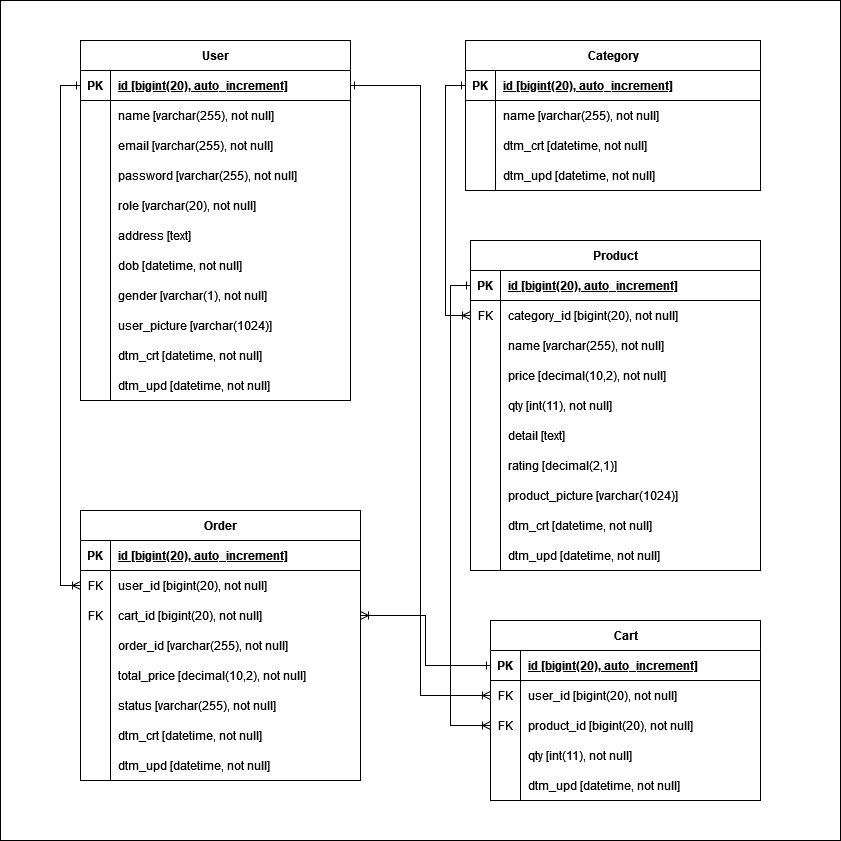 User
PK id [bigint(20), auto_increment]
name [varchar(255), not null]
email [varchar(255), not null]
password [varchar(255), not null]
role [varchar(20), not null]
address [text]
dob [datetime, not null]
gender [varchar(1), not null]
user_picture [varchar(1024)]
dtm_crt [datetime, not null]
dtm_upd [datetime, not null]
Category
PK id [bigint(20), auto_increment]
name [varchar(255), not null]
dtm_crt [datetime, not null]
dtm_upd [datetime, not null]
Product
PK id [bigint(20), auto_increment]
FK category_id [bigint(20), not null]
name [varchar(255), not null]
price [decimal(10,2), not null]
qty [int(11), not null]
detail [text]
rating [decimal(2,1)]
product_picture [varchar(1024)]
dtm_crt [datetime, not null]
dtm_upd [datetime, not null]
Order
PK id [bigint(20), auto_increment]
FK user_id [bigint(20), not null]
FK cart_id [bigint(20), not null]
order_id [varchar(255), not null]
total_price [decimal(10,2), not null]
status [varchar(255), not null]
dtm_crt [datetime, not null]
dtm_upd [datetime, not null]
Cart
PK id [bigint(20), auto_increment]
FK user_id [bigint(20), not null]
FK product_id [bigint(20), not null]
qty [int(11), not null]
dtm_upd [datetime, not null]